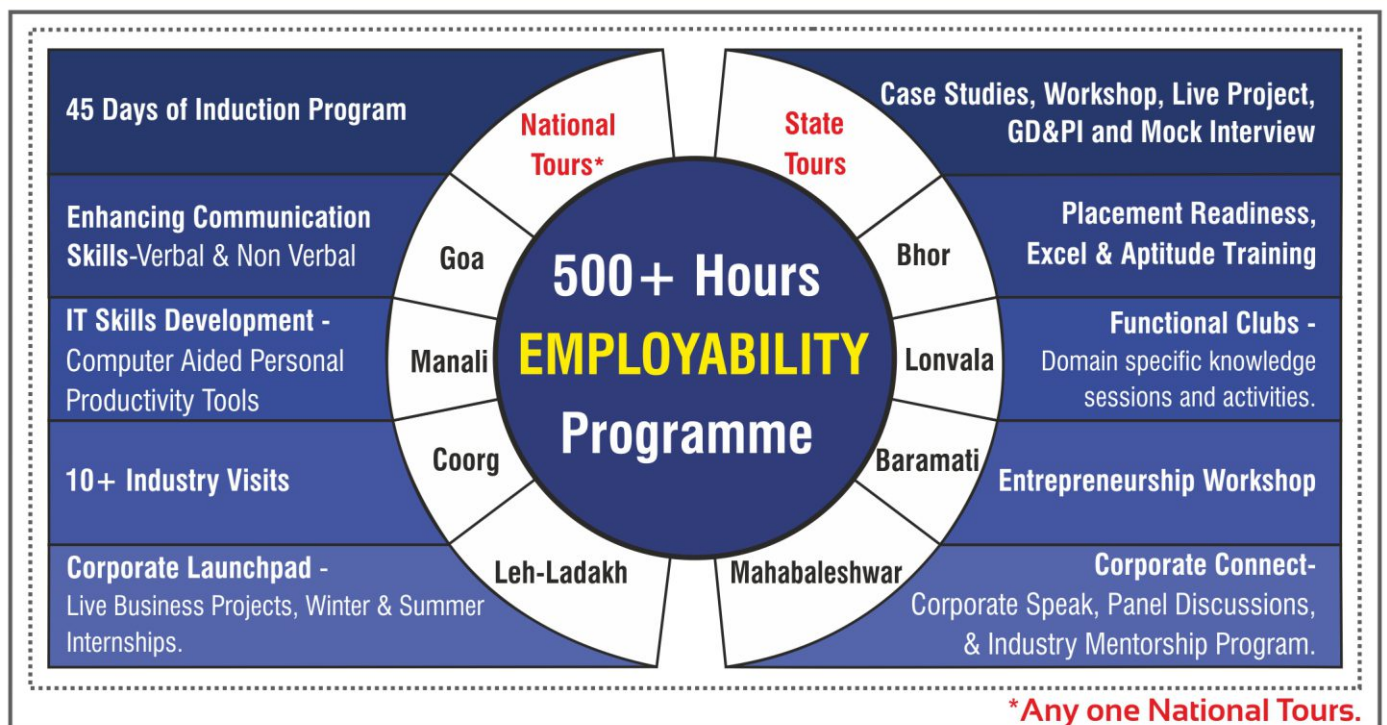 45 Days of Induction Program
Enhancing Communication
Skills-Verbal & Non Verbal
IT Skills Development -
Computer Aided Personal
Productivity Tools
10+ Industry Visits
Corporate Launchpad -
Live Business Projects, Winter & Summer
Internships.
National
Tours*
Goa
Manali
Coorg
Leh-Ladakh
500+ Hours
EMPLOYABILITY
Programme
State
Tours
Bhor
Lonvala
Baramati
Mahabaleshwar
Case Studies, Workshop, Live Project,
GD&PI and Mock Interview
Placement Readiness,
Excel & Aptitude Training
Functional Clubs -
Domain specific knowledge
sessions and activities.
Entrepreneurship Workshop
Corporate Connect-
Corporate Speak, Panel Discussions,
& Industry Mentorship Program.
*Any one National Tours.